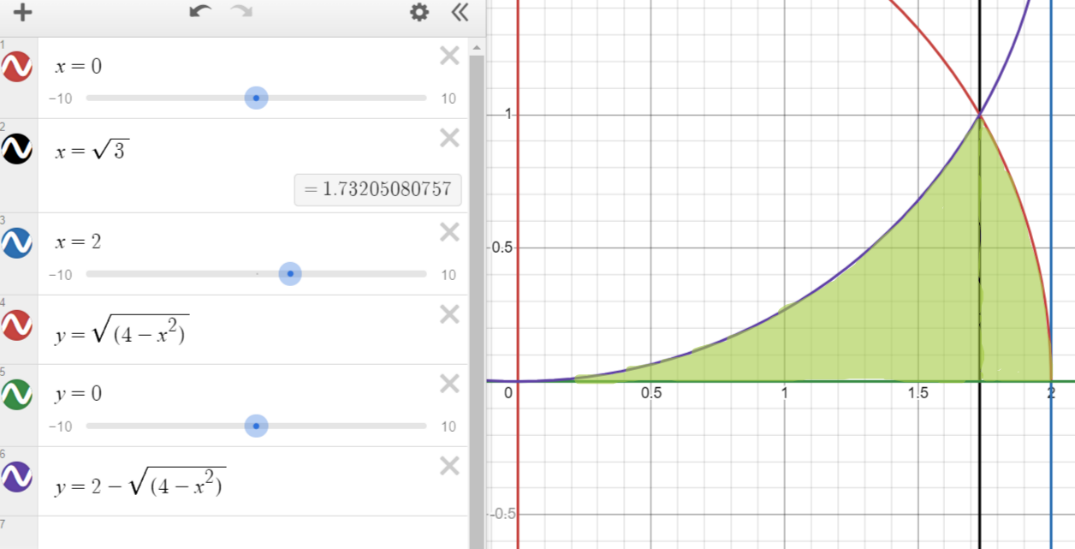 1
x = 0
-10 10
2
x = √3
= 1.73205080757
3
x = 2
-10 10
4
y = √(4 − x²)
5
y = 0
-10 10
6
y = 2 − √(4 − x²)
7
1
0.5
0 0.5 1 1.5 2
-0.5